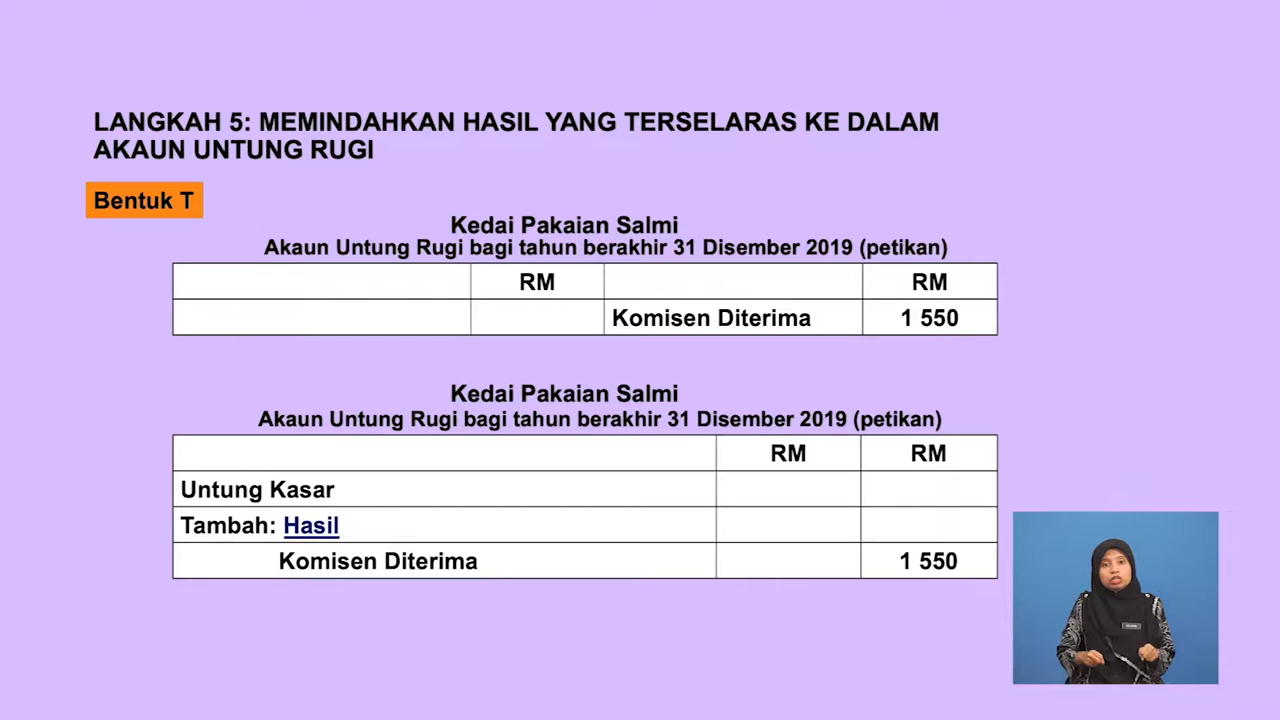 LANGKAH 5: MEMINDAHKAN HASIL YANG TERSELARAS KE DALAM
AKAUN UNTUNG RUGI
Bentuk T
Kedai Pakaian Salmi
Akaun Untung Rugi bagi tahun berakhir 31 Disember 2019 (petikan)
RM RM
Komisen Diterima 1 550
Kedai Pakaian Salmi
Akaun Untung Rugi bagi tahun berakhir 31 Disember 2019 (petikan)
RM RM
Untung Kasar
Tambah: Hasil
Komisen Diterima 1 550